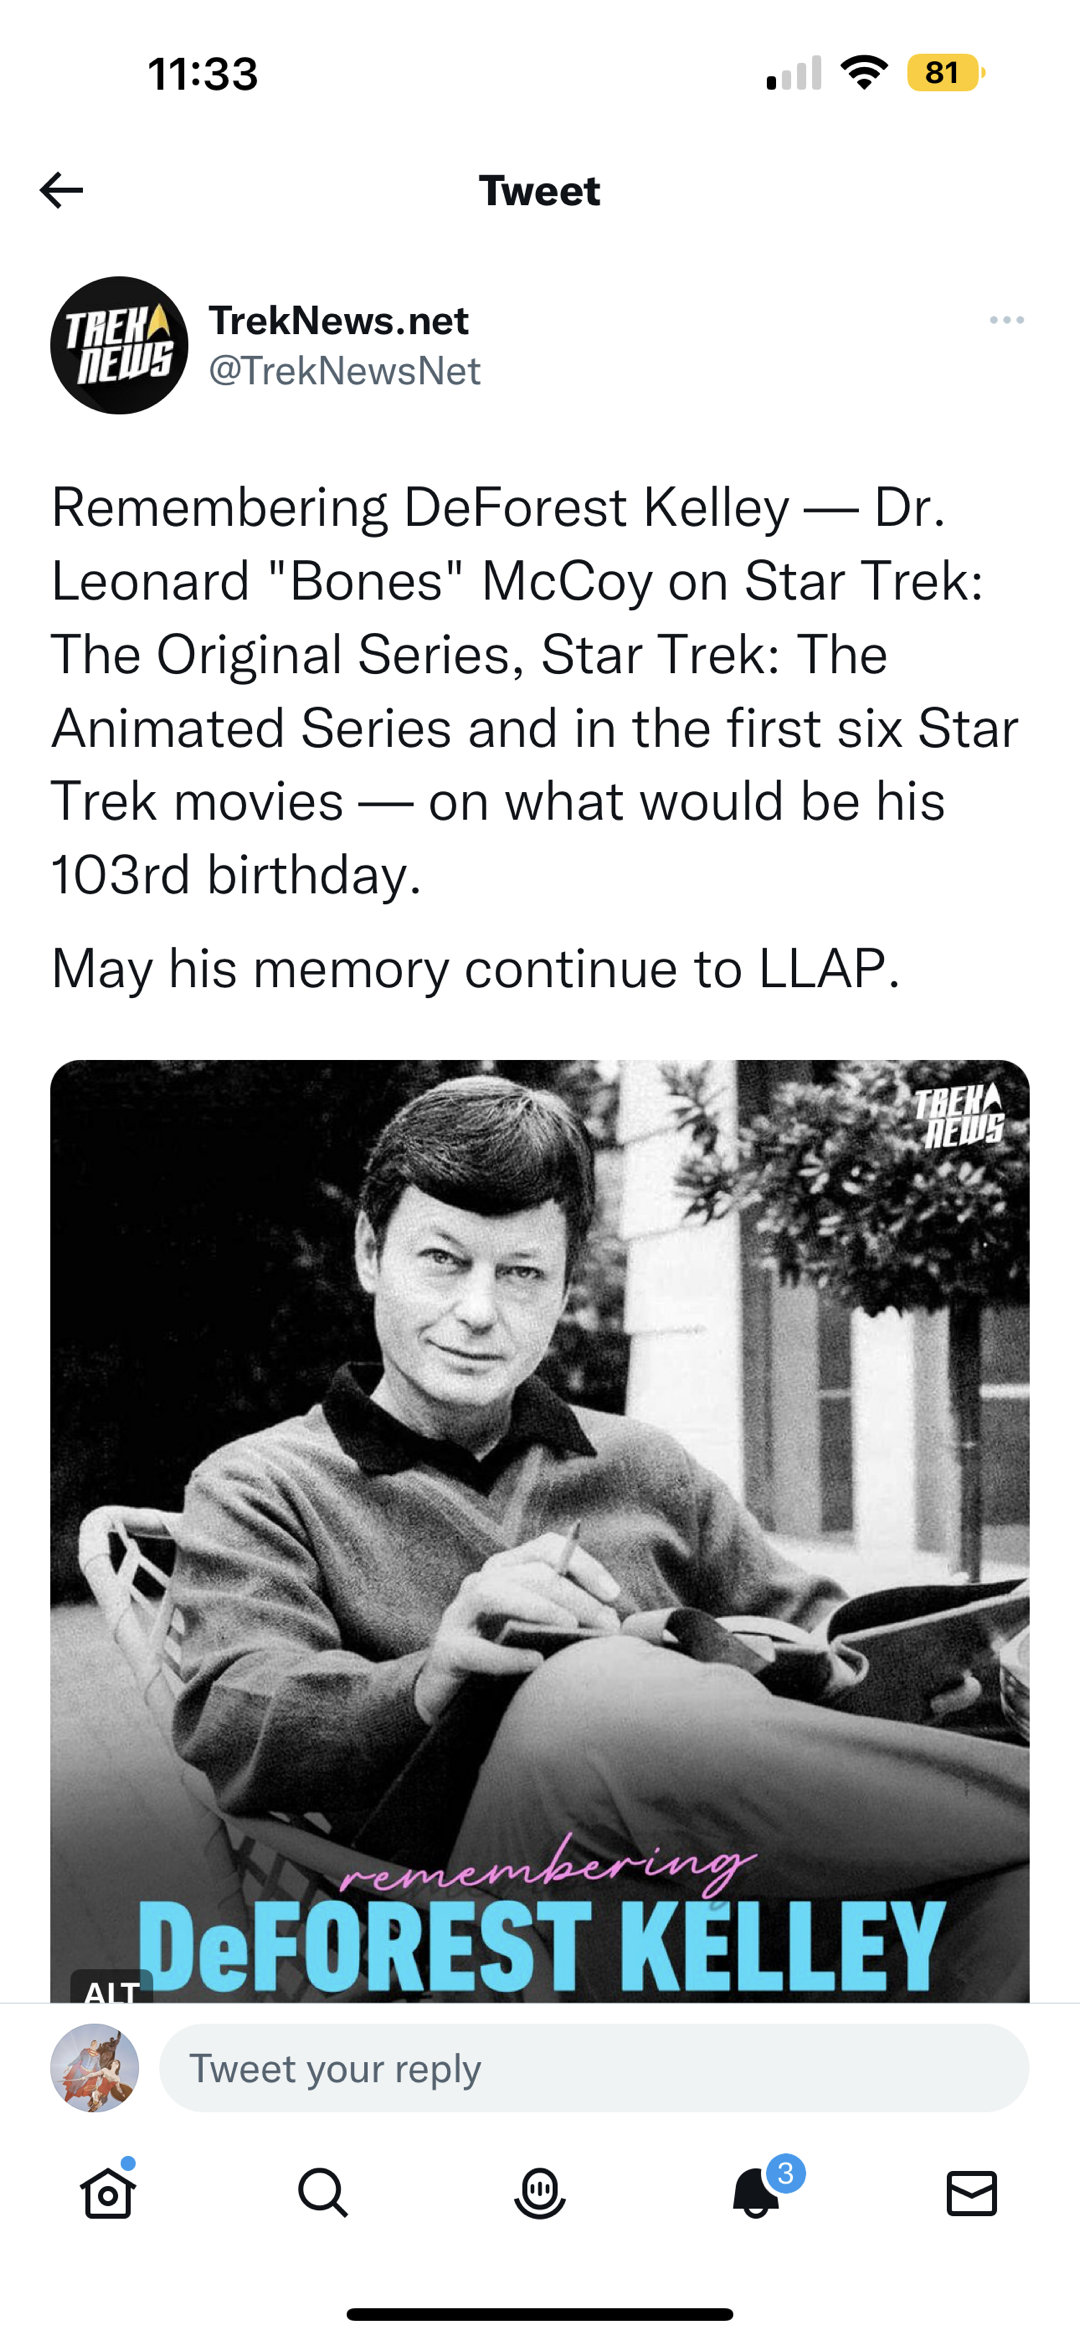 11:33
81
Tweet
TREK
NEWS
TrekNews.net
@TrekNewsNet
Remembering DeForest Kelley — Dr.
Leonard "Bones" McCoy on Star Trek:
The Original Series, Star Trek: The
Animated Series and in the first six Star
Trek movies — on what would be his
103rd birthday.
May his memory continue to LLAP.
TREK
NEWS
remembering
DeFOREST KELLEY
ALT
Tweet your reply
3